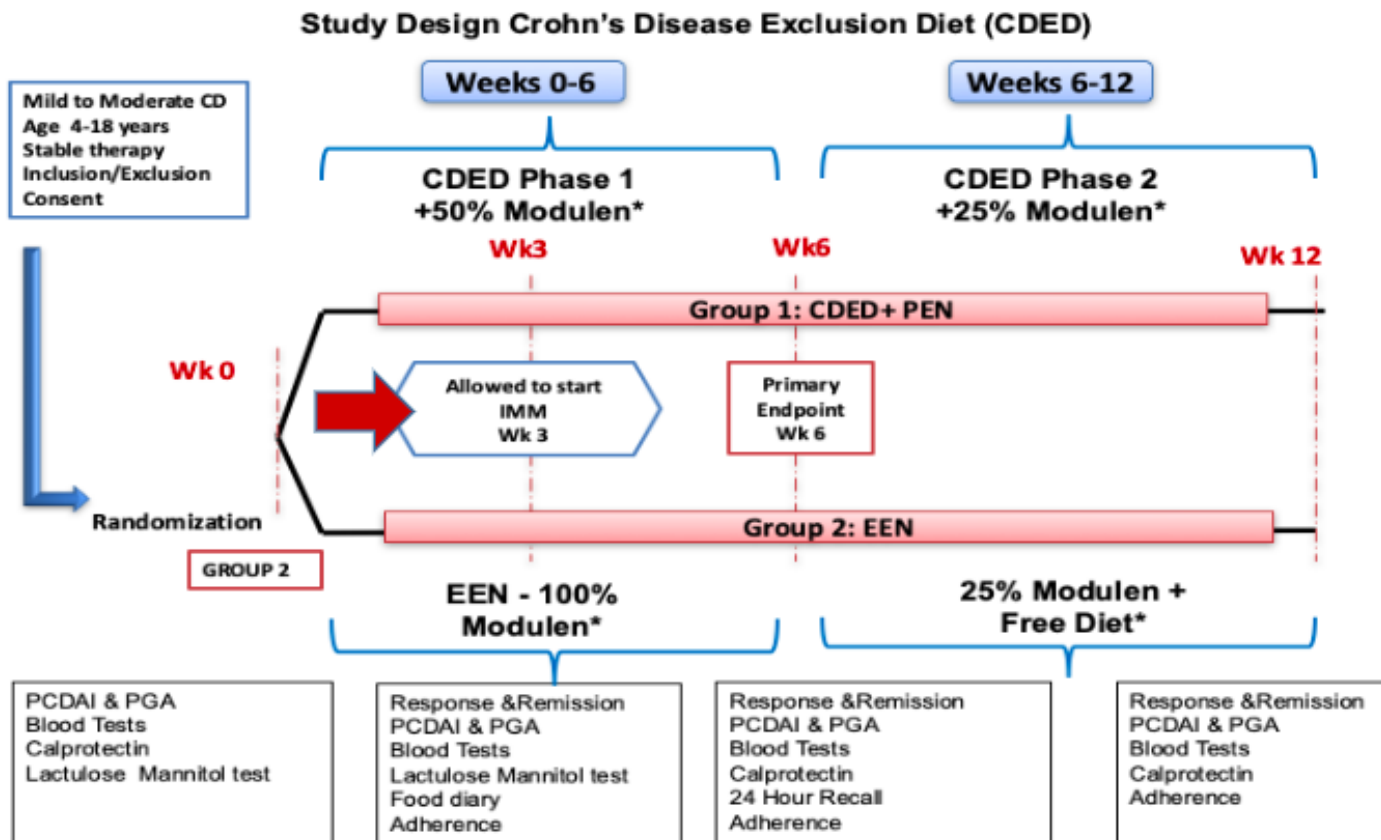 Study Design Crohn's Disease Exclusion Diet (CDED)
Weeks 0-6
Weeks 6-12
Mild to Moderate CD
Age 4-18 years
Stable therapy
Inclusion/Exclusion
Consent
CDED Phase 1
+50% Modulen*
CDED Phase 2
+25% Modulen*
Wk3
Wk6
Wk 12
Group 1: CDED+ PEN
Wk 0
Allowed to start
IMM
Wk 3
Primary
Endpoint
Wk 6
Randomization
Group 2: EEN
GROUP 2
EEN - 100%
Modulen*
25% Modulen +
Free Diet*
PCDAI & PGA
Blood Tests
Calprotectin
Lactulose Mannitol test
Response &Remission
PCDAI & PGA
Blood Tests
Lactulose Mannitol test
Food diary
Adherence
Response &Remission
PCDAI & PGA
Blood Tests
Calprotectin
24 Hour Recall
Adherence
Response &Remission
PCDAI & PGA
Blood Tests
Calprotectin
Adherence